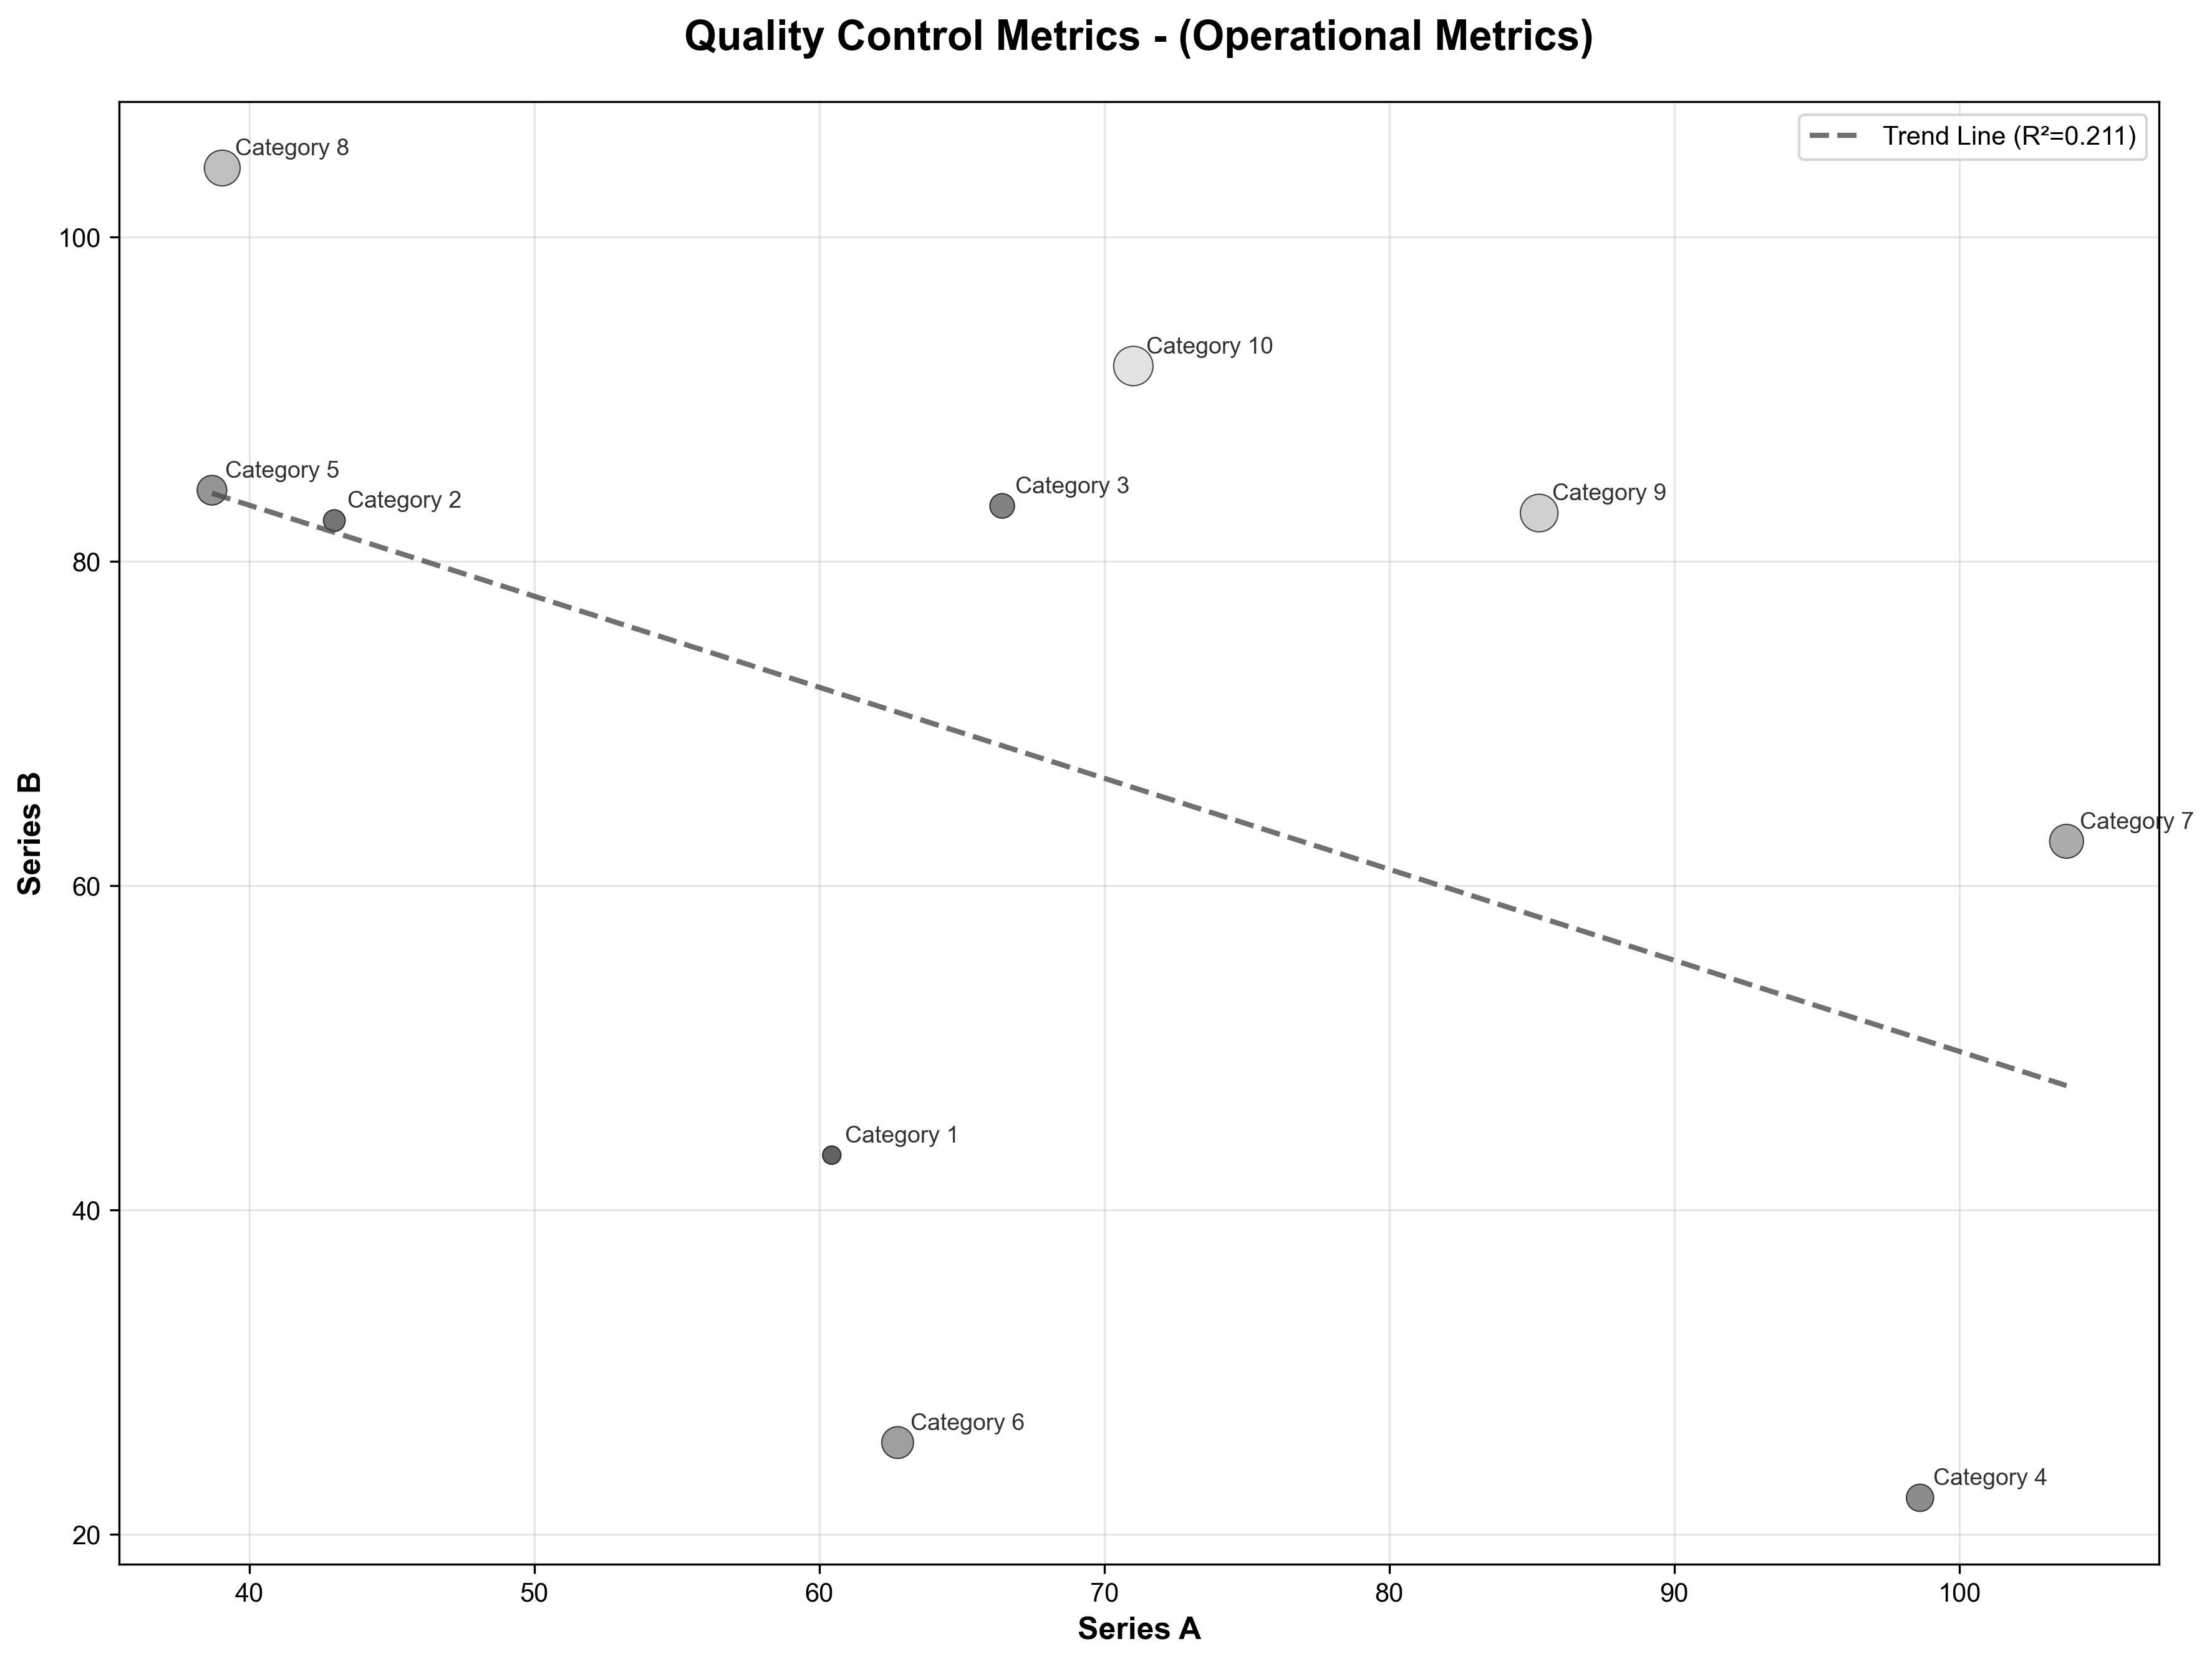 Quality Control Metrics - (Operational Metrics)
Trend Line (R²=0.211)
Category 8
Category 10
Category 5
Category 2
Category 3
Category 9
Category 7
Category 1
Category 6
Category 4
100
80
60
40
20
Series B
40
50
60
70
80
90
100
Series A